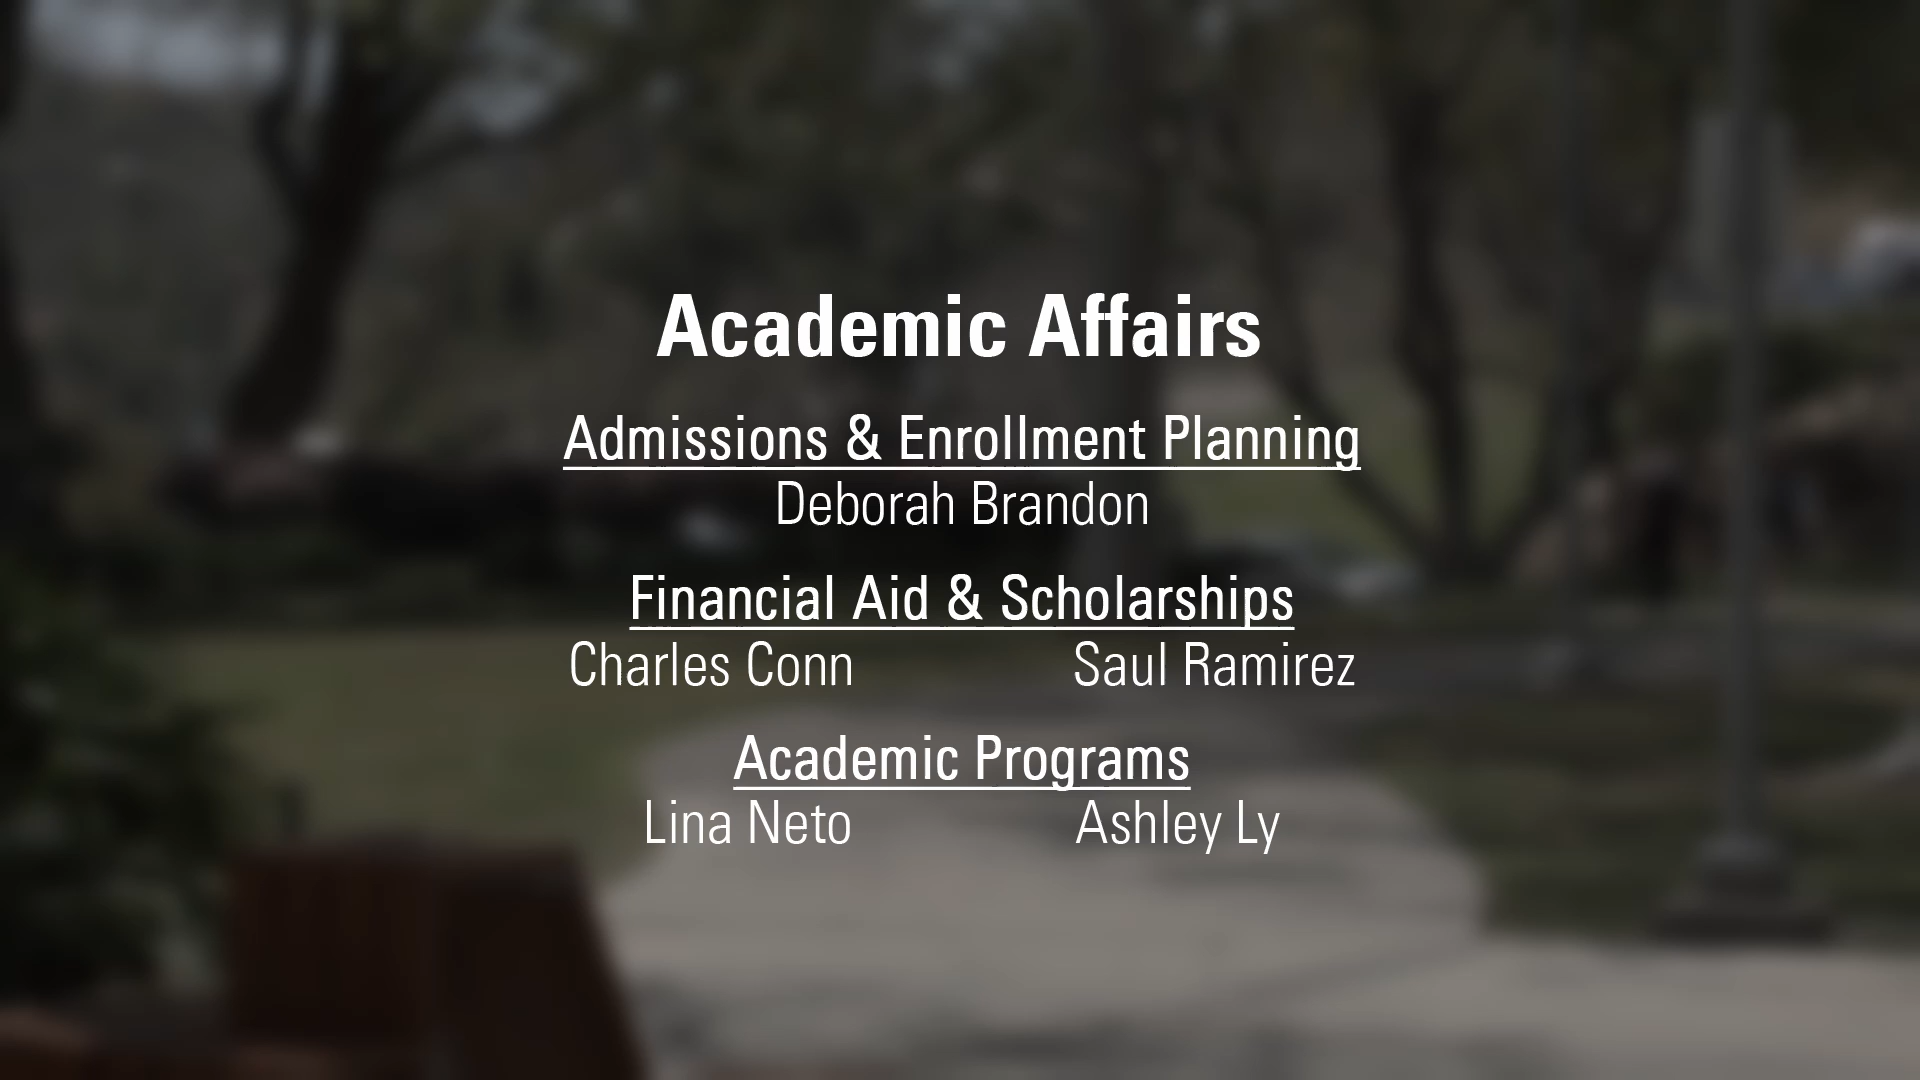 Academic Affairs
Admissions & Enrollment Planning
Deborah Brandon
Financial Aid & Scholarships
Charles Conn Saul Ramirez
Academic Programs
Lina Neto Ashley Ly